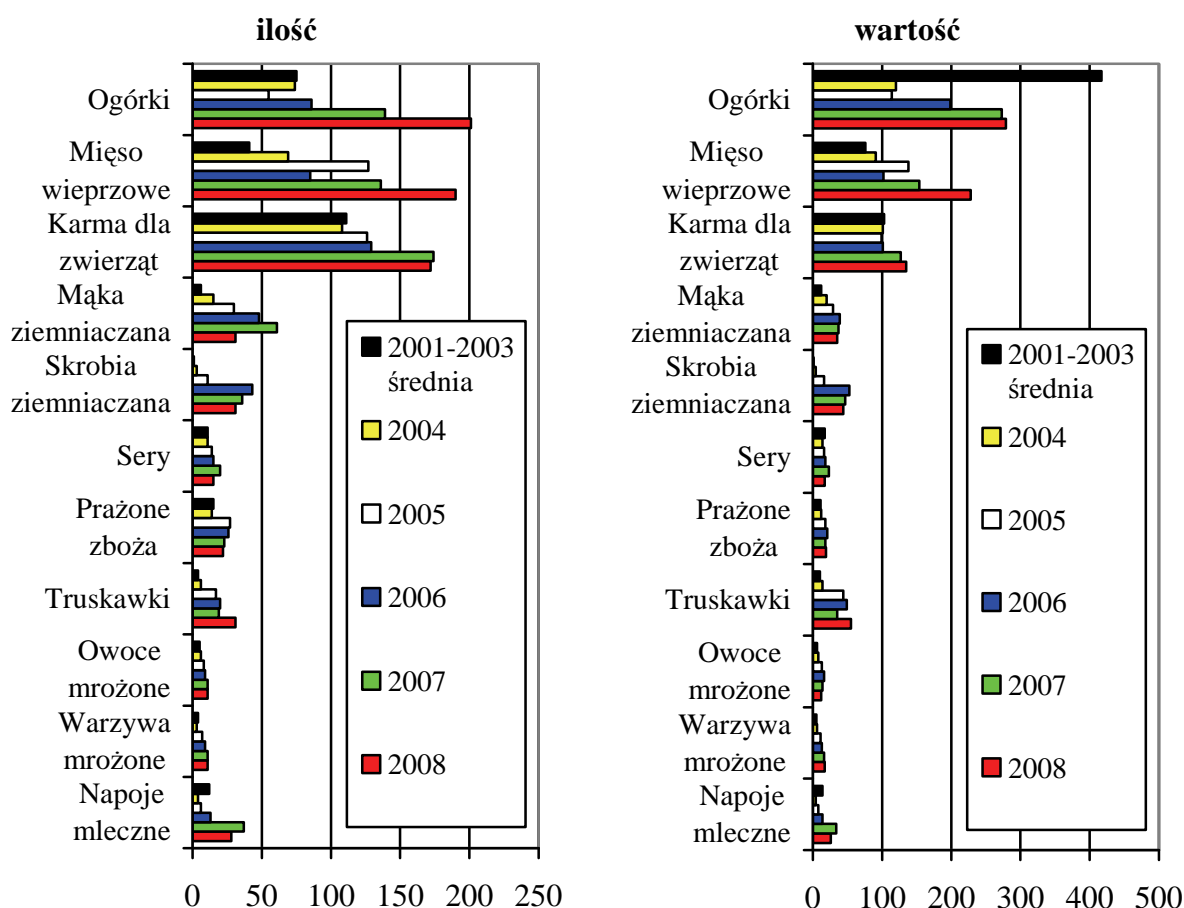 ilość
Ogórki
Mięso
wieprzowe
Karma dla
zwierząt
Mąka
ziemniaczana
Skrobia
ziemniaczana
Sery
Prażone
zboża
Truskawki
Owoce
mrożone
Warzywa
mrożone
Napoje
mleczne
2001-2003
średnia
2004
2005
2006
2007
2008
0 50 100 150 200 250
wartość
Ogórki
Mięso
wieprzowe
Karma dla
zwierząt
Mąka
ziemniaczana
Skrobia
ziemniaczana
Sery
Prażone
zboża
Truskawki
Owoce
mrożone
Warzywa
mrożone
Napoje
mleczne
2001-2003
średnia
2004
2005
2006
2007
2008
0 100 200 300 400 500